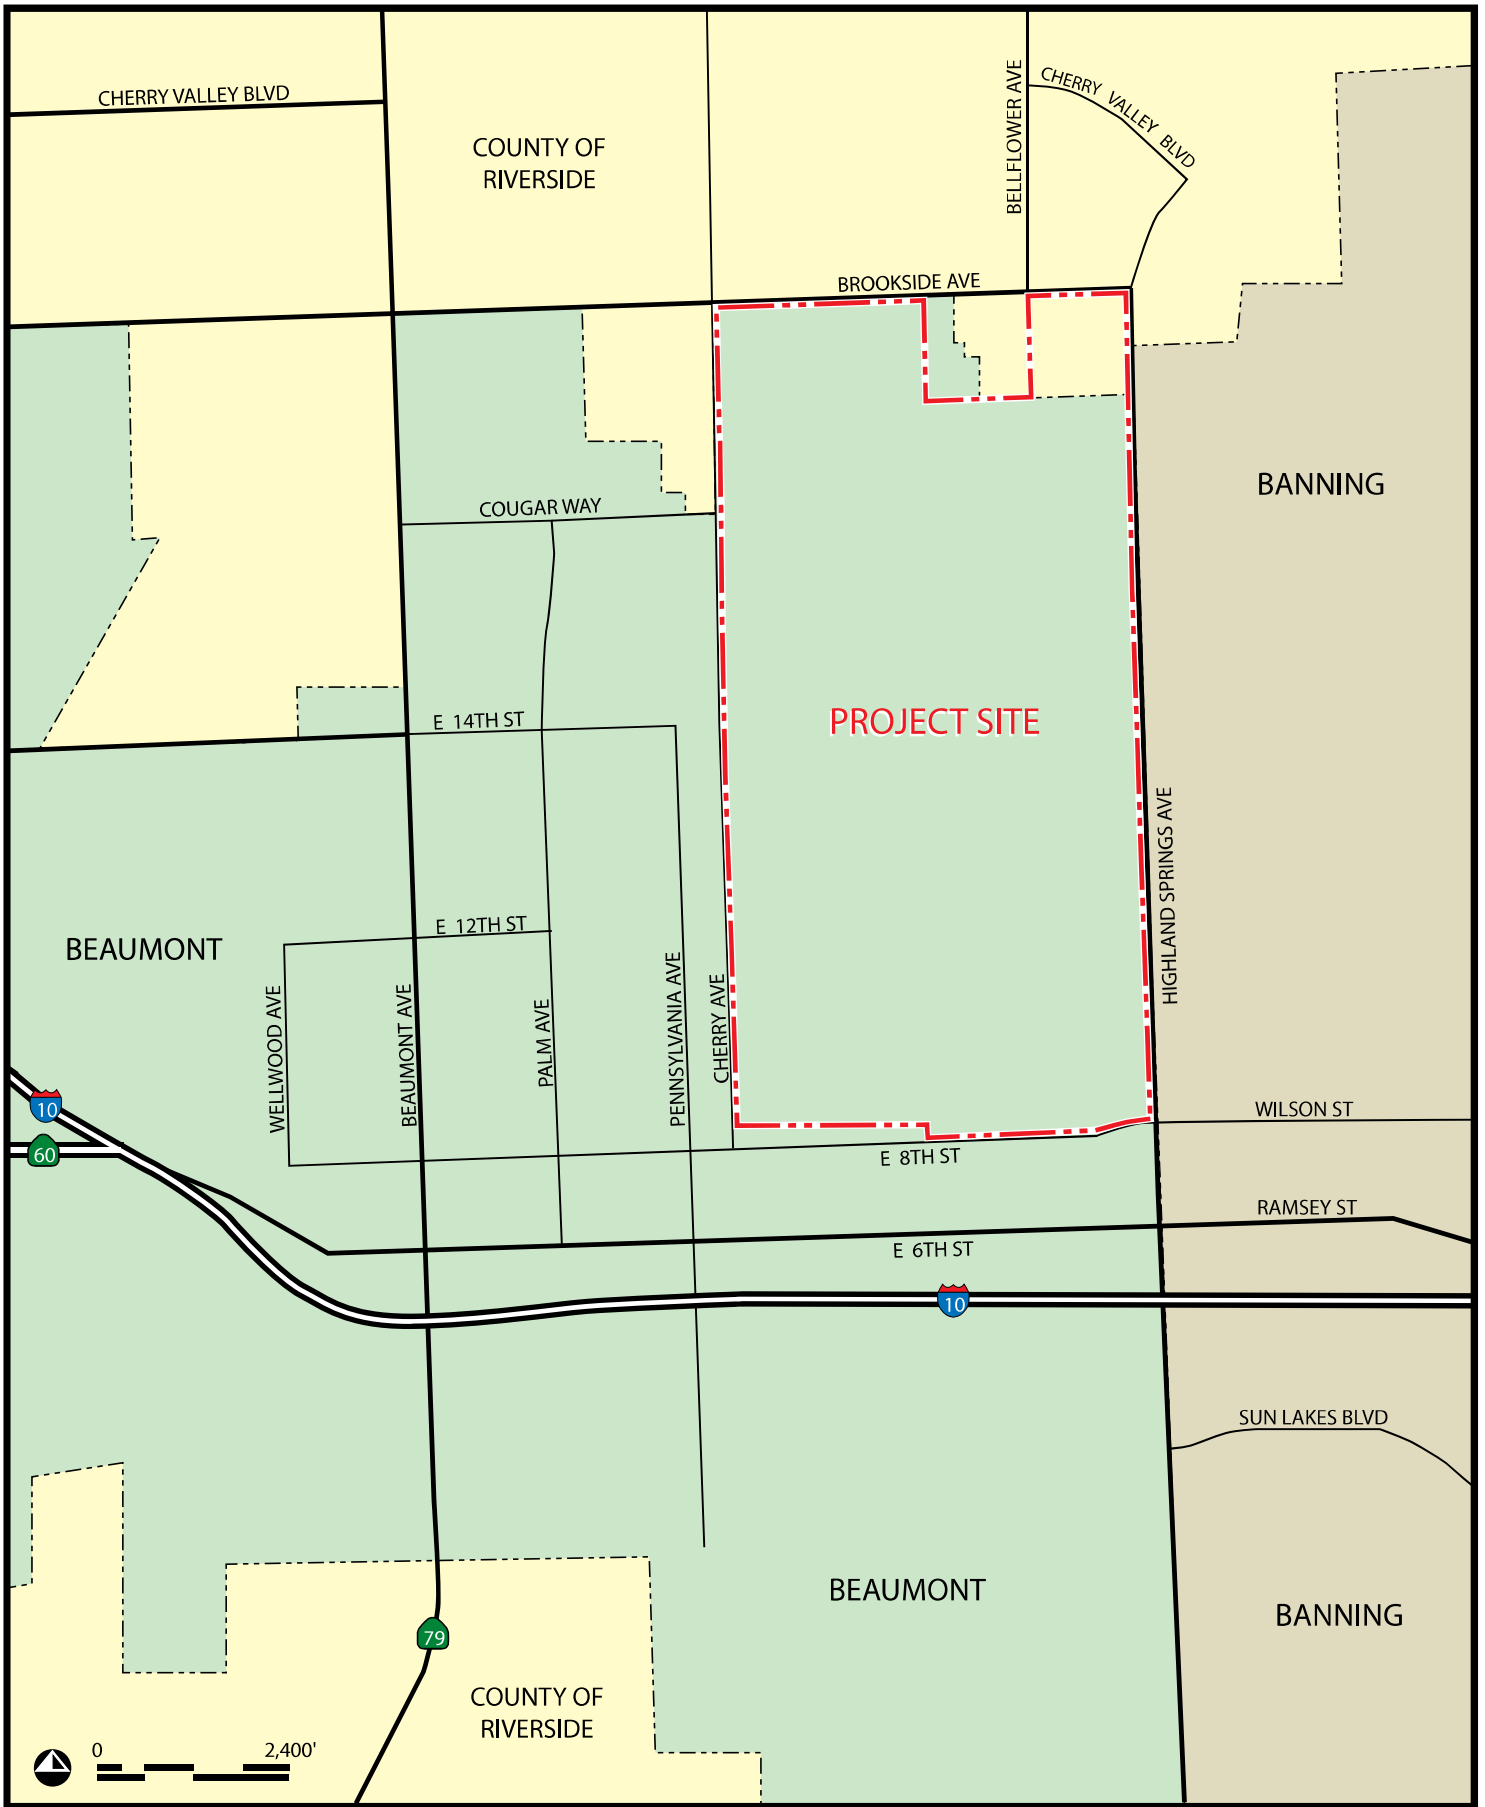 CHERRY VALLEY BLVD
COUNTY OF
RIVERSIDE
BELLFLOWER AVE
CHERRY VALLEY BLVD
BROOKSIDE AVE
BANNING
COUGAR WAY
E 14TH ST
PROJECT SITE
HIGHLAND SPRINGS AVE
E 12TH ST
BEAUMONT
WELLWOOD AVE
BEAUMONT AVE
PALM AVE
PENNSYLVANIA AVE
CHERRY AVE
10
60
WILSON ST
E 8TH ST
RAMSEY ST
E 6TH ST
10
SUN LAKES BLVD
BEAUMONT
BANNING
79
COUNTY OF
RIVERSIDE
0 2,400'